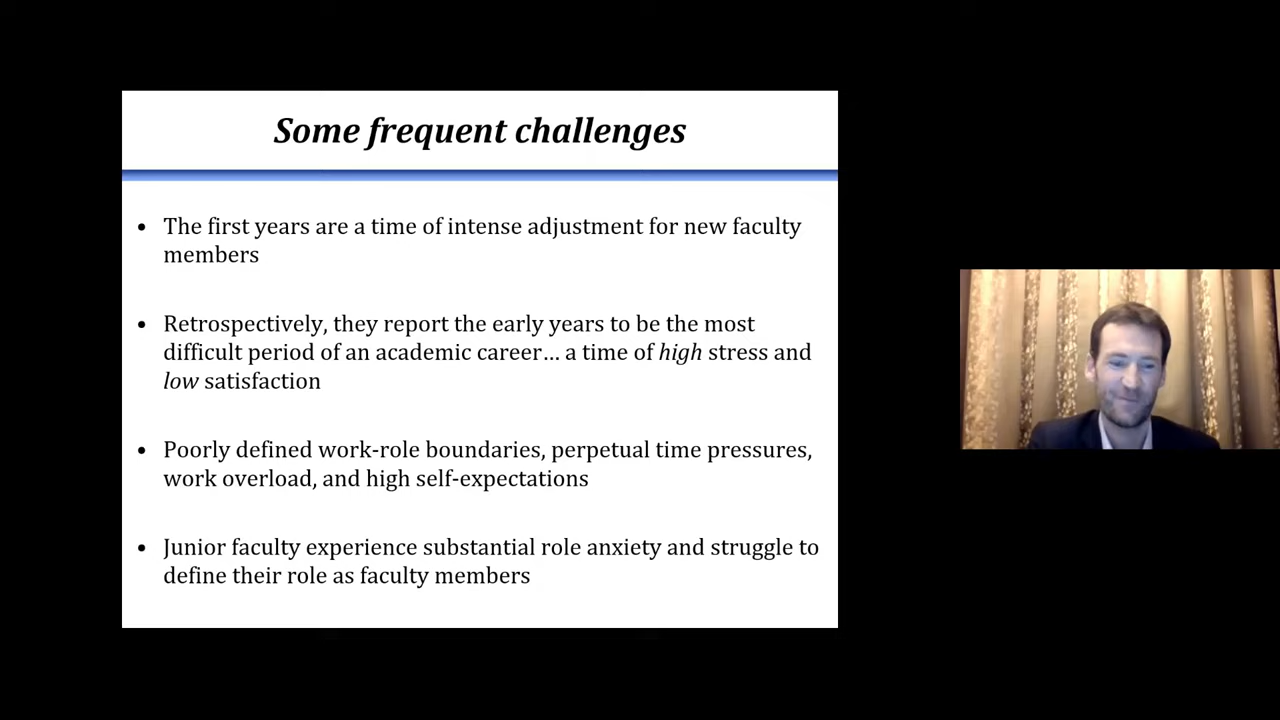 Some frequent challenges
• The first years are a time of intense adjustment for new faculty
members
• Retrospectively, they report the early years to be the most
difficult period of an academic career… a time of high stress and
low satisfaction
• Poorly defined work-role boundaries, perpetual time pressures,
work overload, and high self-expectations
• Junior faculty experience substantial role anxiety and struggle to
define their role as faculty members